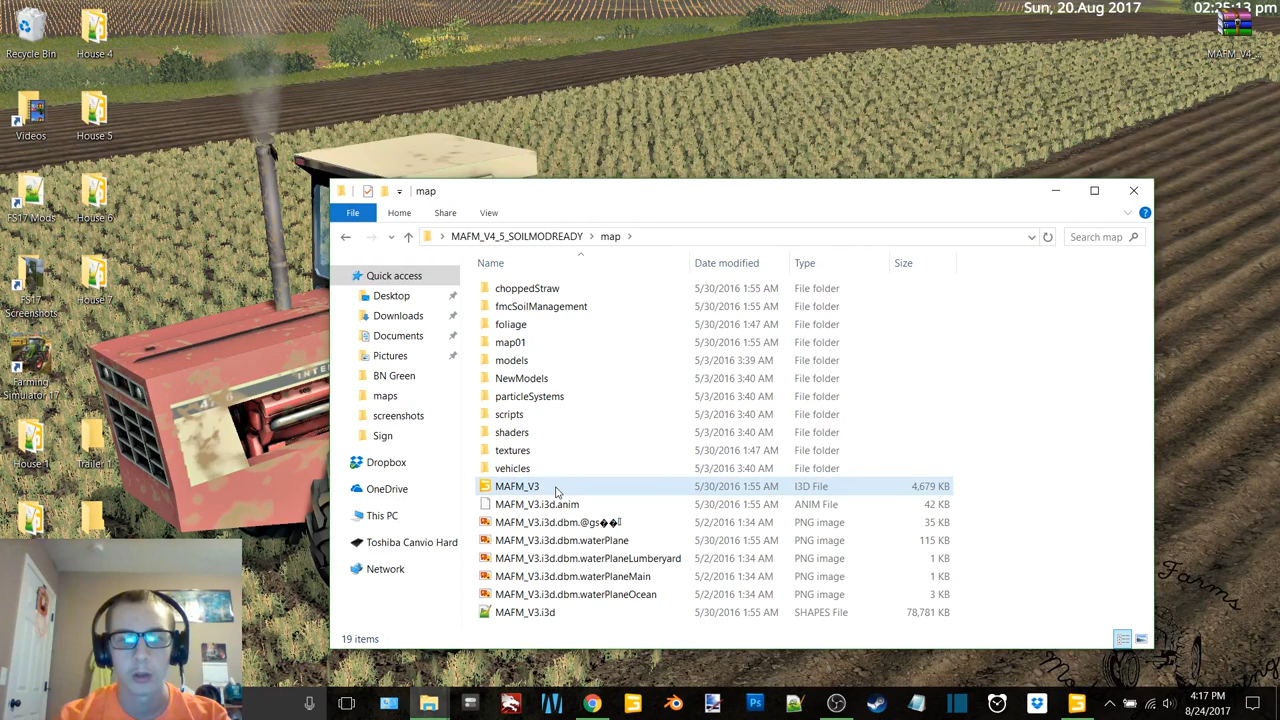 Sun, 20.Aug 2017 02:25:13 pm
Recycle Bin
House 4
MAFM_V4_...
Videos
House 5
FS17 Mods
House 6
FS17 Screenshots
House 7
Farming Simulator 17
House 1
Trailer 1
map
File Home Share View
MAFM_V4_5_SOILMODREADY > map >
Search map
Quick access
Desktop
Downloads
Documents
Pictures
BN Green
maps
screenshots
Sign
Dropbox
OneDrive
This PC
Toshiba Canvio Hard
Network
Name Date modified Type Size
choppedStraw 5/30/2016 1:55 AM File folder
fmcSoilManagement 5/30/2016 1:55 AM File folder
foliage 5/30/2016 1:47 AM File folder
map01 5/30/2016 1:55 AM File folder
models 5/3/2016 3:39 AM File folder
NewModels 5/3/2016 3:40 AM File folder
particleSystems 5/3/2016 3:40 AM File folder
scripts 5/3/2016 3:40 AM File folder
shaders 5/3/2016 3:40 AM File folder
textures 5/30/2016 1:47 AM File folder
vehicles 5/3/2016 3:40 AM File folder
MAFM_V3 5/30/2016 1:55 AM I3D File 4,679 KB
MAFM_V3.i3d.anim 5/30/2016 1:55 AM ANIM File 42 KB
MAFM_V3.i3d.dbm.@gs 5/2/2016 1:34 AM PNG image 35 KB
MAFM_V3.i3d.dbm.waterPlane 5/30/2016 1:55 AM PNG image 115 KB
MAFM_V3.i3d.dbm.waterPlaneLumberyard 5/2/2016 1:34 AM PNG image 1 KB
MAFM_V3.i3d.dbm.waterPlaneMain 5/2/2016 1:34 AM PNG image 1 KB
MAFM_V3.i3d.dbm.waterPlaneOcean 5/2/2016 1:34 AM PNG image 3 KB
MAFM_V3.i3d 5/30/2016 1:55 AM SHAPES File 78,781 KB
19 items
INTER
Farms
4:17 PM
8/24/2017